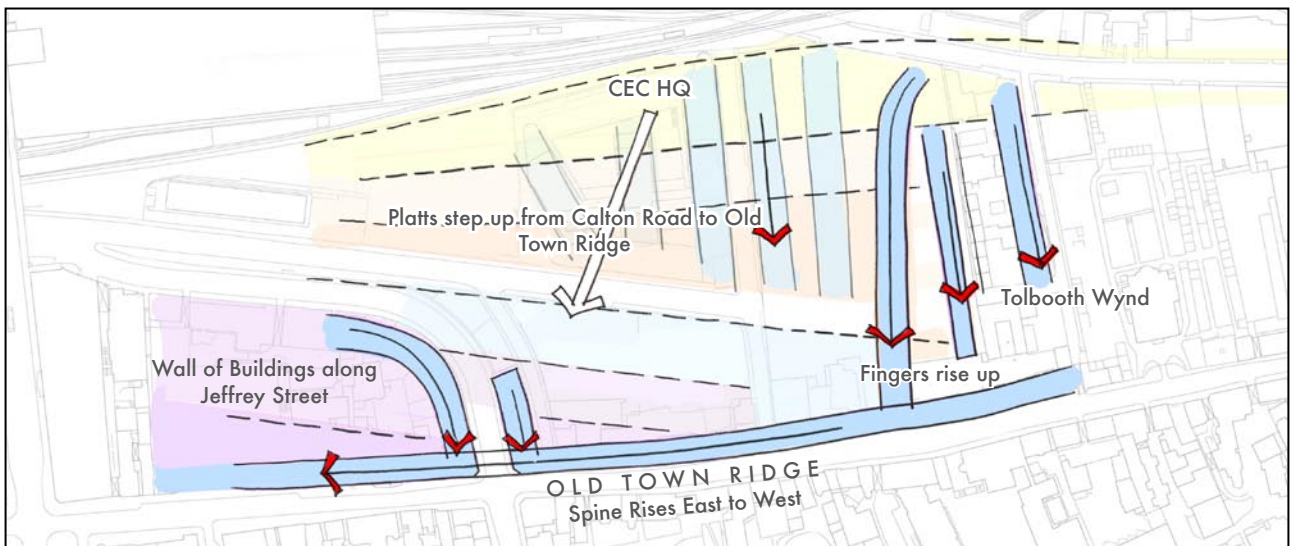 CEC HQ
Platts step up from Calton Road to Old
Town Ridge
Tolbooth Wynd
Wall of Buildings along
Jeffrey Street
Fingers rise up
OLD TOWN RIDGE
Spine Rises East to West